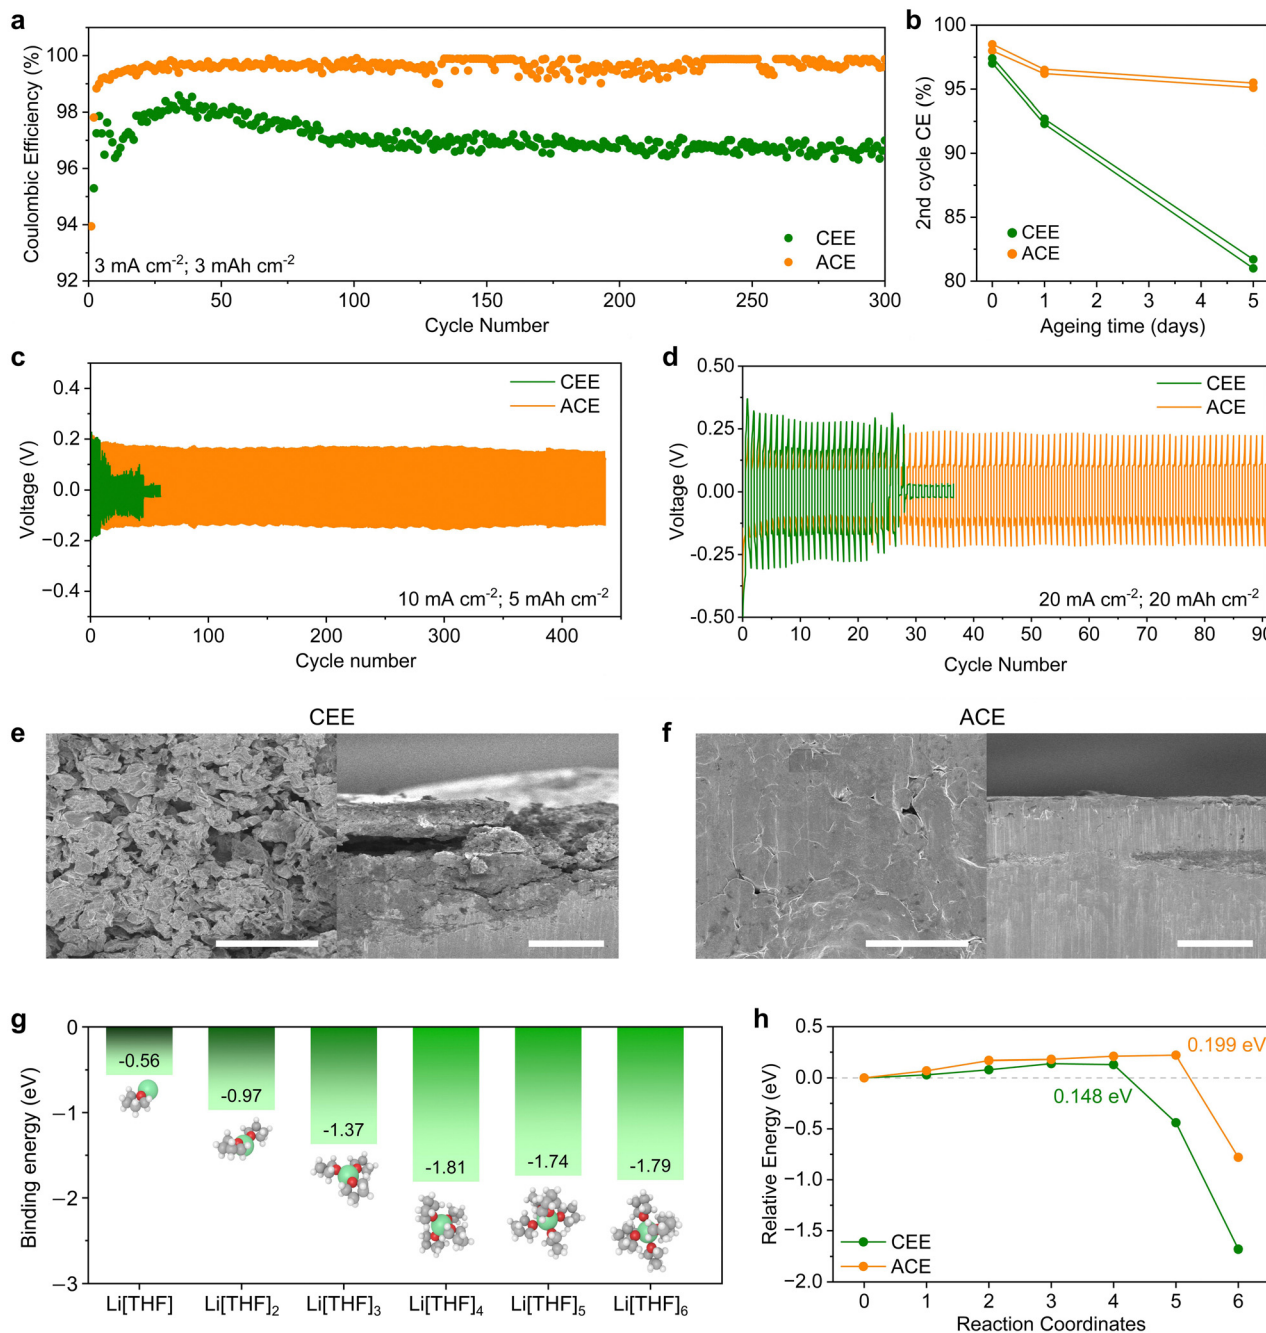 a
100
98
96
94
92
Coulombic Efficiency (%)
CEE
ACE
3 mA cm⁻²; 3 mAh cm⁻²
0 50 100 150 200 250 300
Cycle Number
b
100
95
90
85
80
2nd cycle CE (%)
CEE
ACE
0 1 2 3 4 5
Ageing time (days)
c
0.4
0.2
0.0
−0.2
−0.4
Voltage (V)
CEE
ACE
10 mA cm⁻²; 5 mAh cm⁻²
0 100 200 300 400
Cycle number
d
0.50
0.25
0.00
-0.25
-0.50
Voltage (V)
CEE
ACE
20 mA cm⁻²; 20 mAh cm⁻²
0 10 20 30 40 50 60 70 80 90
Cycle Number
e
CEE
f
ACE
g
0
−1
−2
−3
Binding energy (eV)
-0.56
-0.97
-1.37
-1.81
-1.74
-1.79
Li[THF] Li[THF]₂ Li[THF]₃ Li[THF]₄ Li[THF]₅ Li[THF]₆
h
0.5
0.0
-0.5
-1.0
-1.5
-2.0
Relative Energy (eV)
0.199 eV
0.148 eV
CEE
ACE
0 1 2 3 4 5 6
Reaction Coordinates